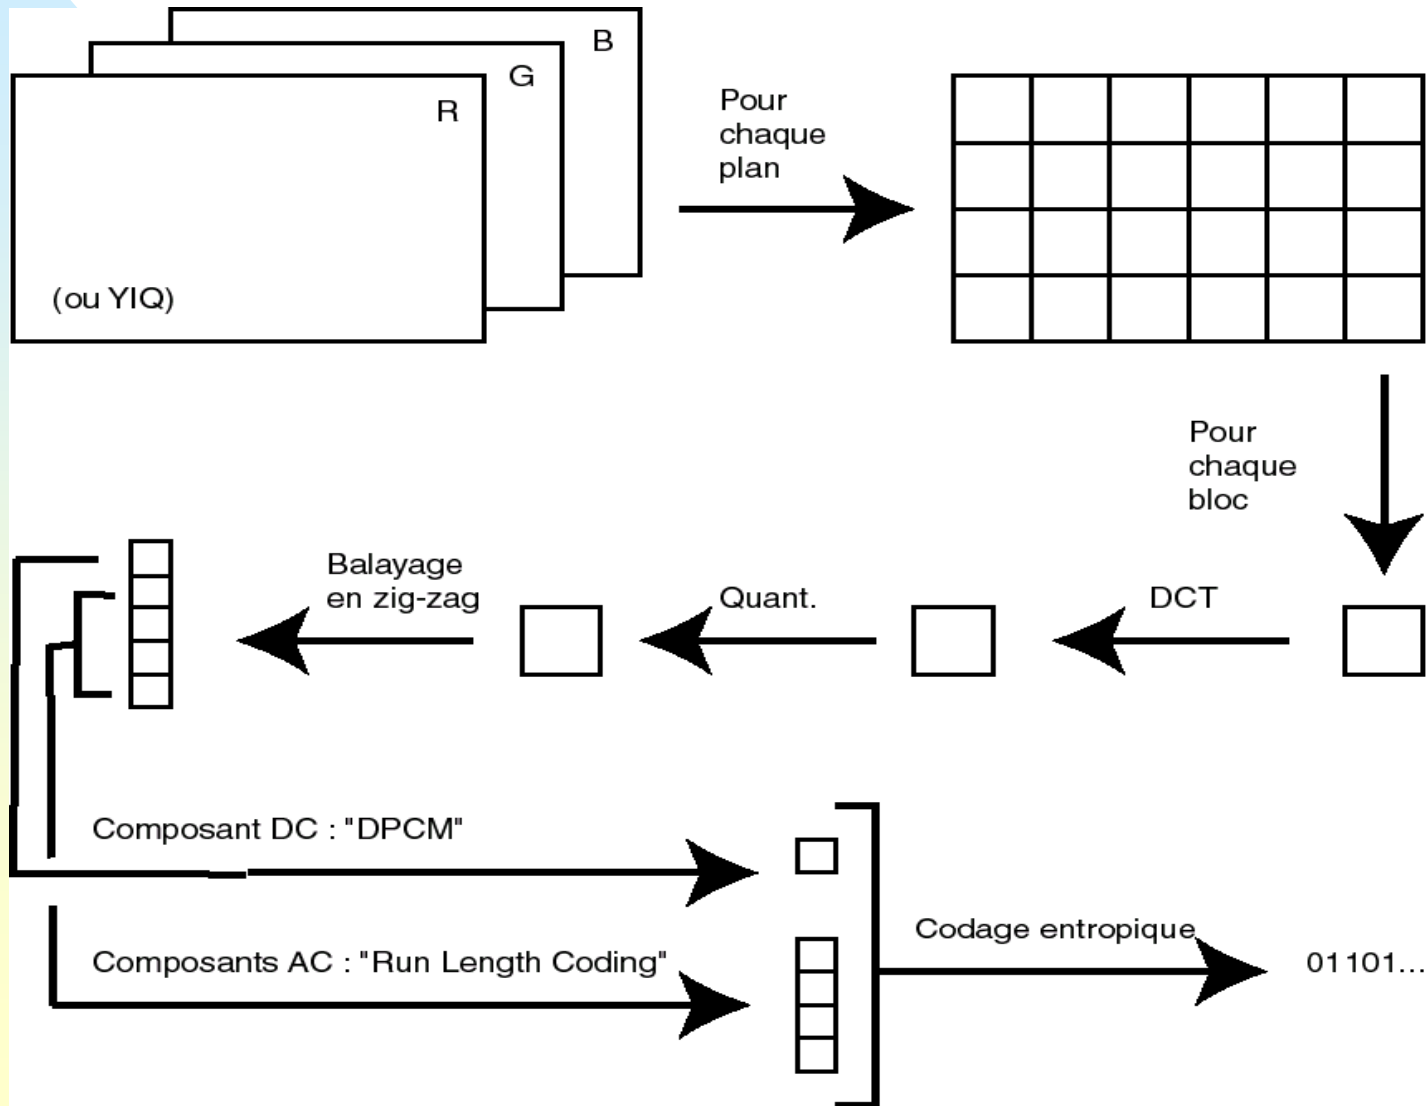 B
G
R
(ou YIQ)
Pour
chaque
plan
Pour
chaque
bloc
Balayage
en zig-zag
Quant.
DCT
Composant DC : "DPCM"
Composants AC : "Run Length Coding"
Codage entropique
01101...